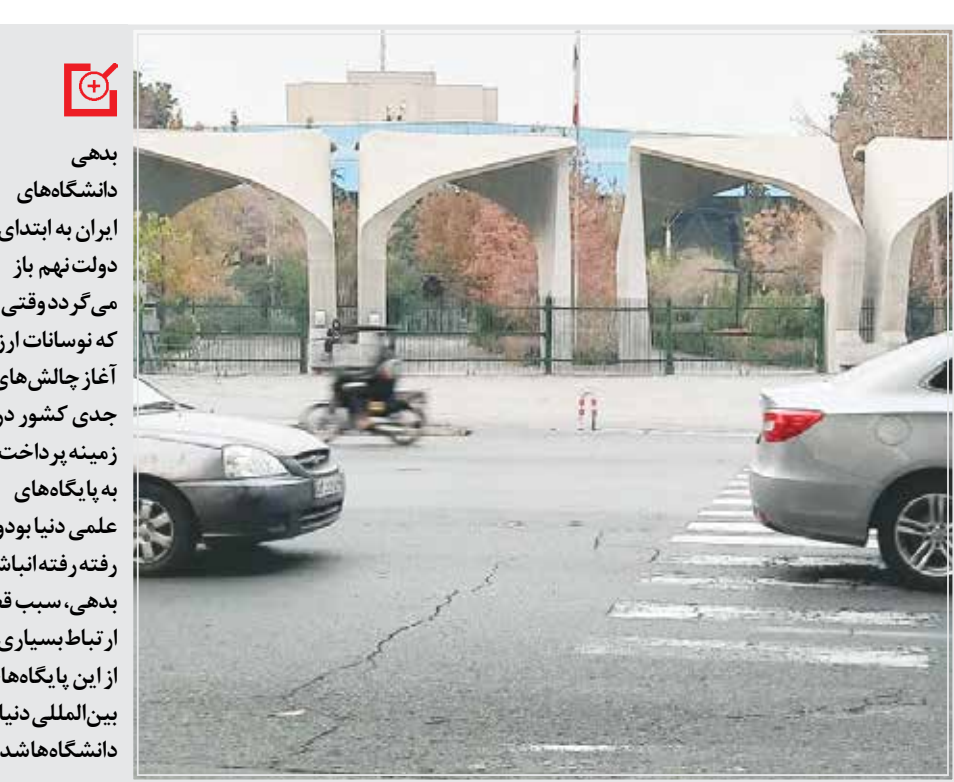 بدهی
دانشگاه‌های
ایران به ابتدای
دولت نهم باز
می‌گردد وقتی
که نوسانات ارز
آغاز چالش‌های
جدی کشور در
زمینه پرداخت
به پایگاه‌های
علمی دنیا بود و
رفته رفته
بدهی، سبب
ارتباط بسیاری
از این پایگاه‌ها
بین‌المللی دنیا
دانشگاه‌ها شد